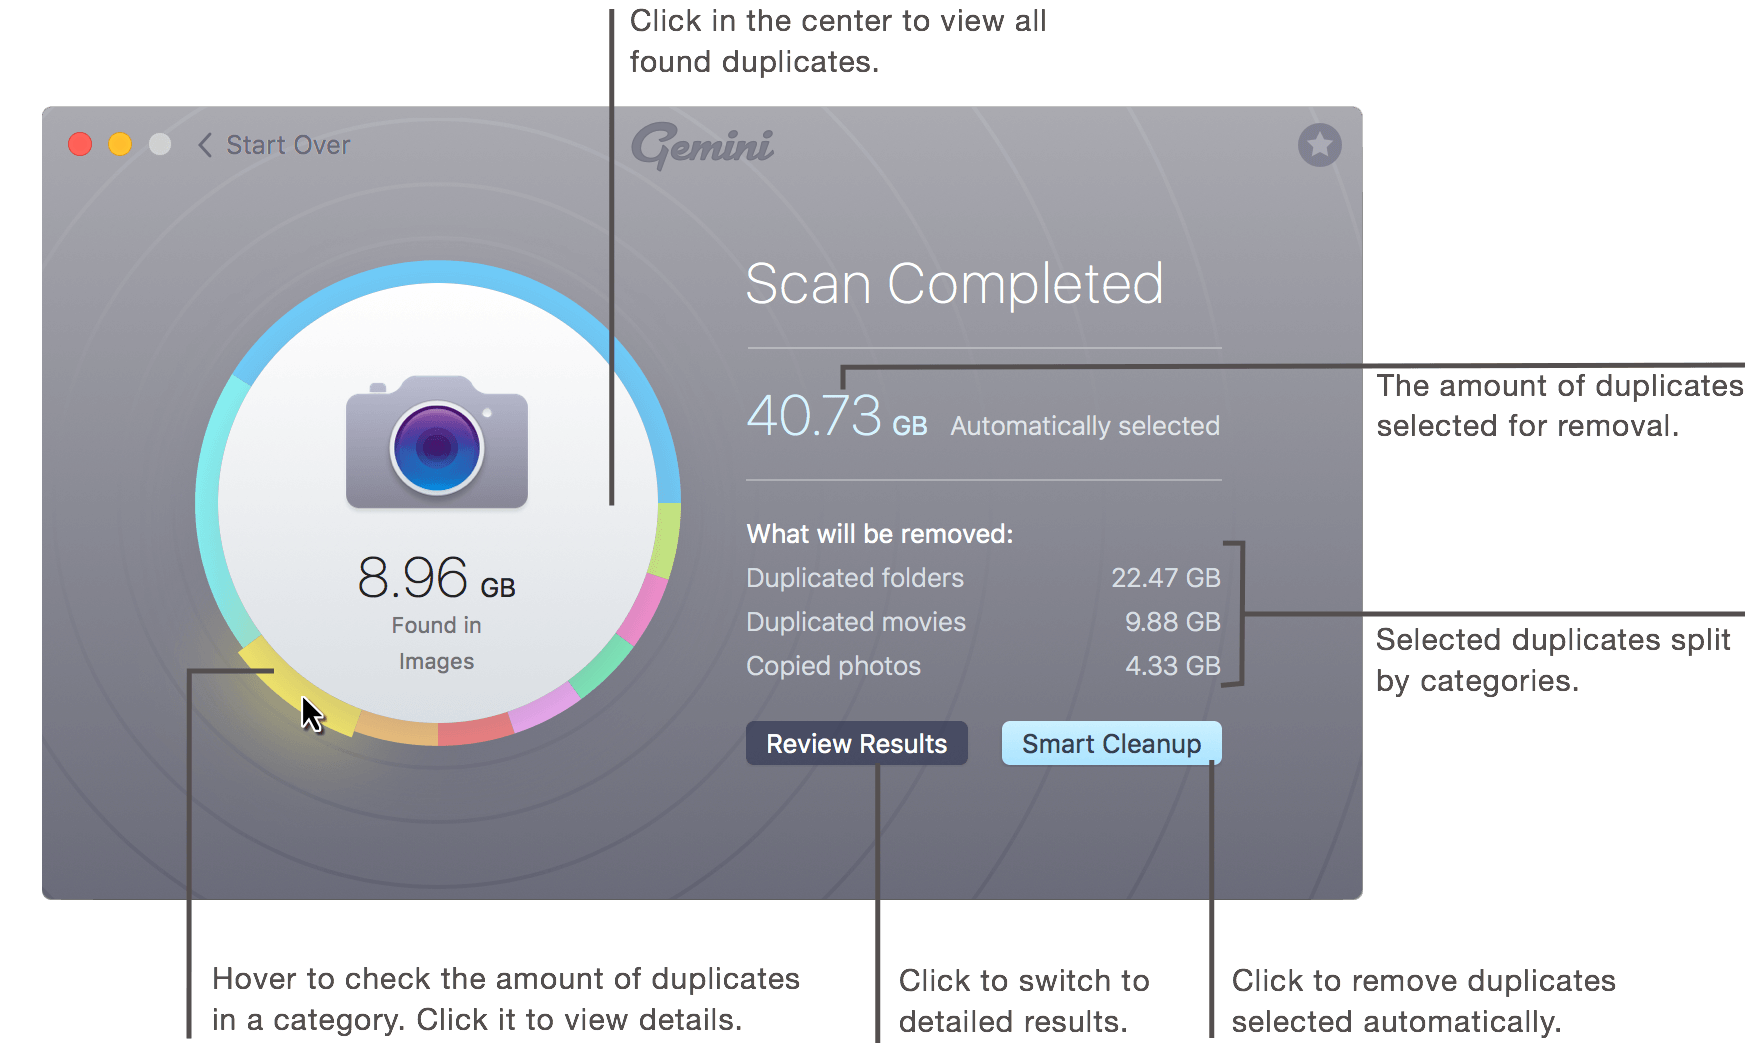 Click in the center to view all
found duplicates.
Start Over
Gemini
Scan Completed
40.73 GB Automatically selected
The amount of duplicates
selected for removal.
8.96 GB
Found in
Images
What will be removed:
Duplicated folders 22.47 GB
Duplicated movies 9.88 GB
Copied photos 4.33 GB
Selected duplicates split
by categories.
Review Results Smart Cleanup
Hover to check the amount of duplicates
in a category. Click it to view details.
Click to switch to
detailed results.
Click to remove duplicates
selected automatically.